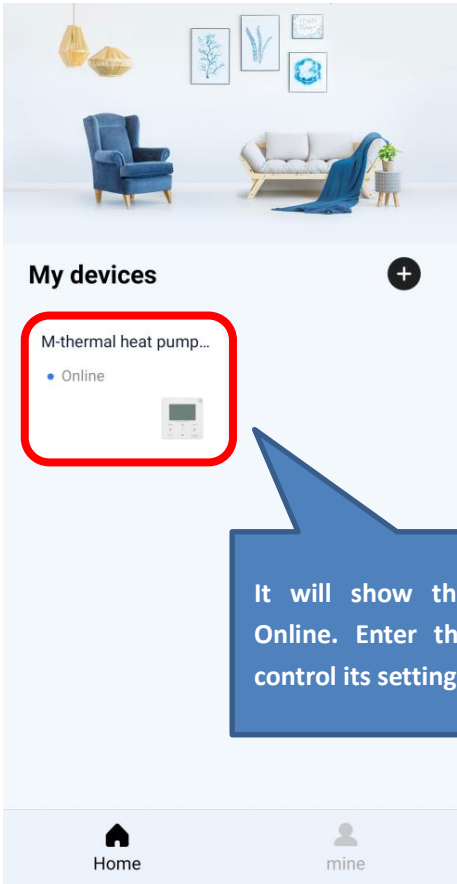 My devices
M-thermal heat pump...
Online
It will show th
Online. Enter th
control its setting
Home
mine